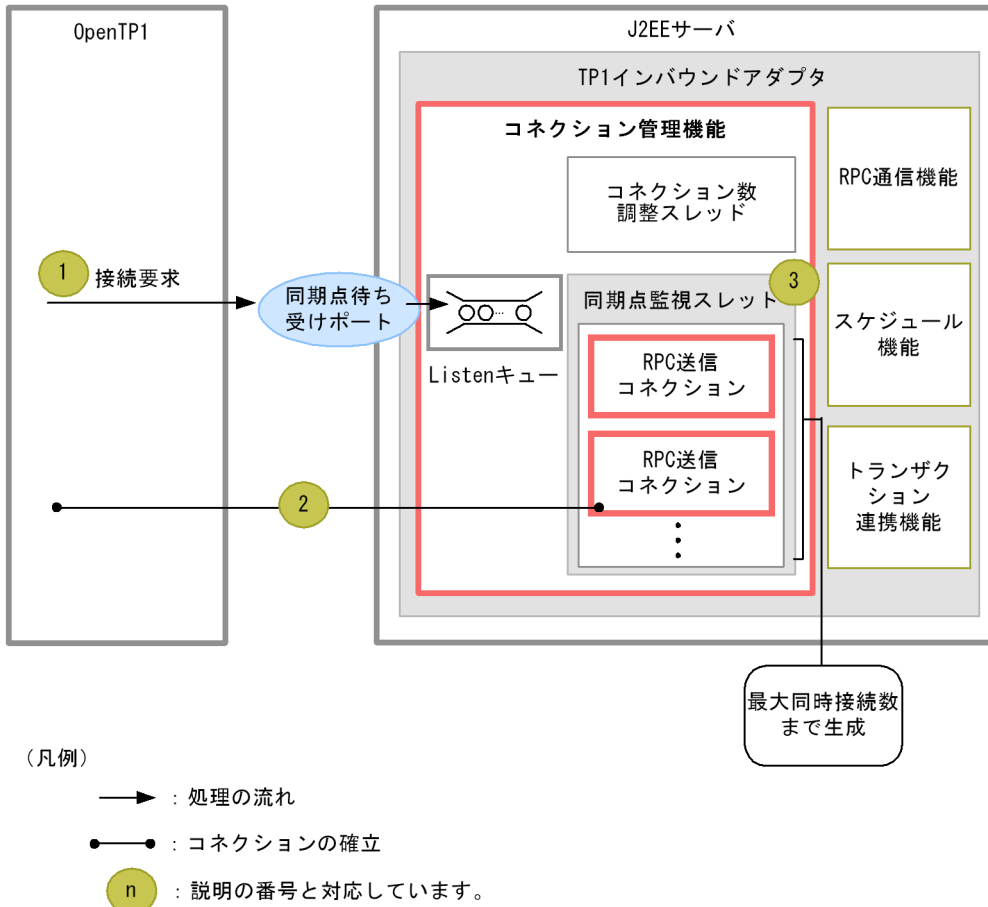 OpenTP1
J2EEサーバ
TP1インバウンドアダプタ
コネクション管理機能
コネクション数
調整スレッド
RPC通信機能
1
接続要求
同期点待ち
受けポート
Listenキュー
3
同期点監視スレッド
RPC送信
コネクション
RPC送信
コネクション
スケジュール
機能
トランザク
ション
連携機能
2
最大同時接続数
まで生成
(凡例)
:処理の流れ
:コネクションの確立
n
:説明の番号と対応しています。